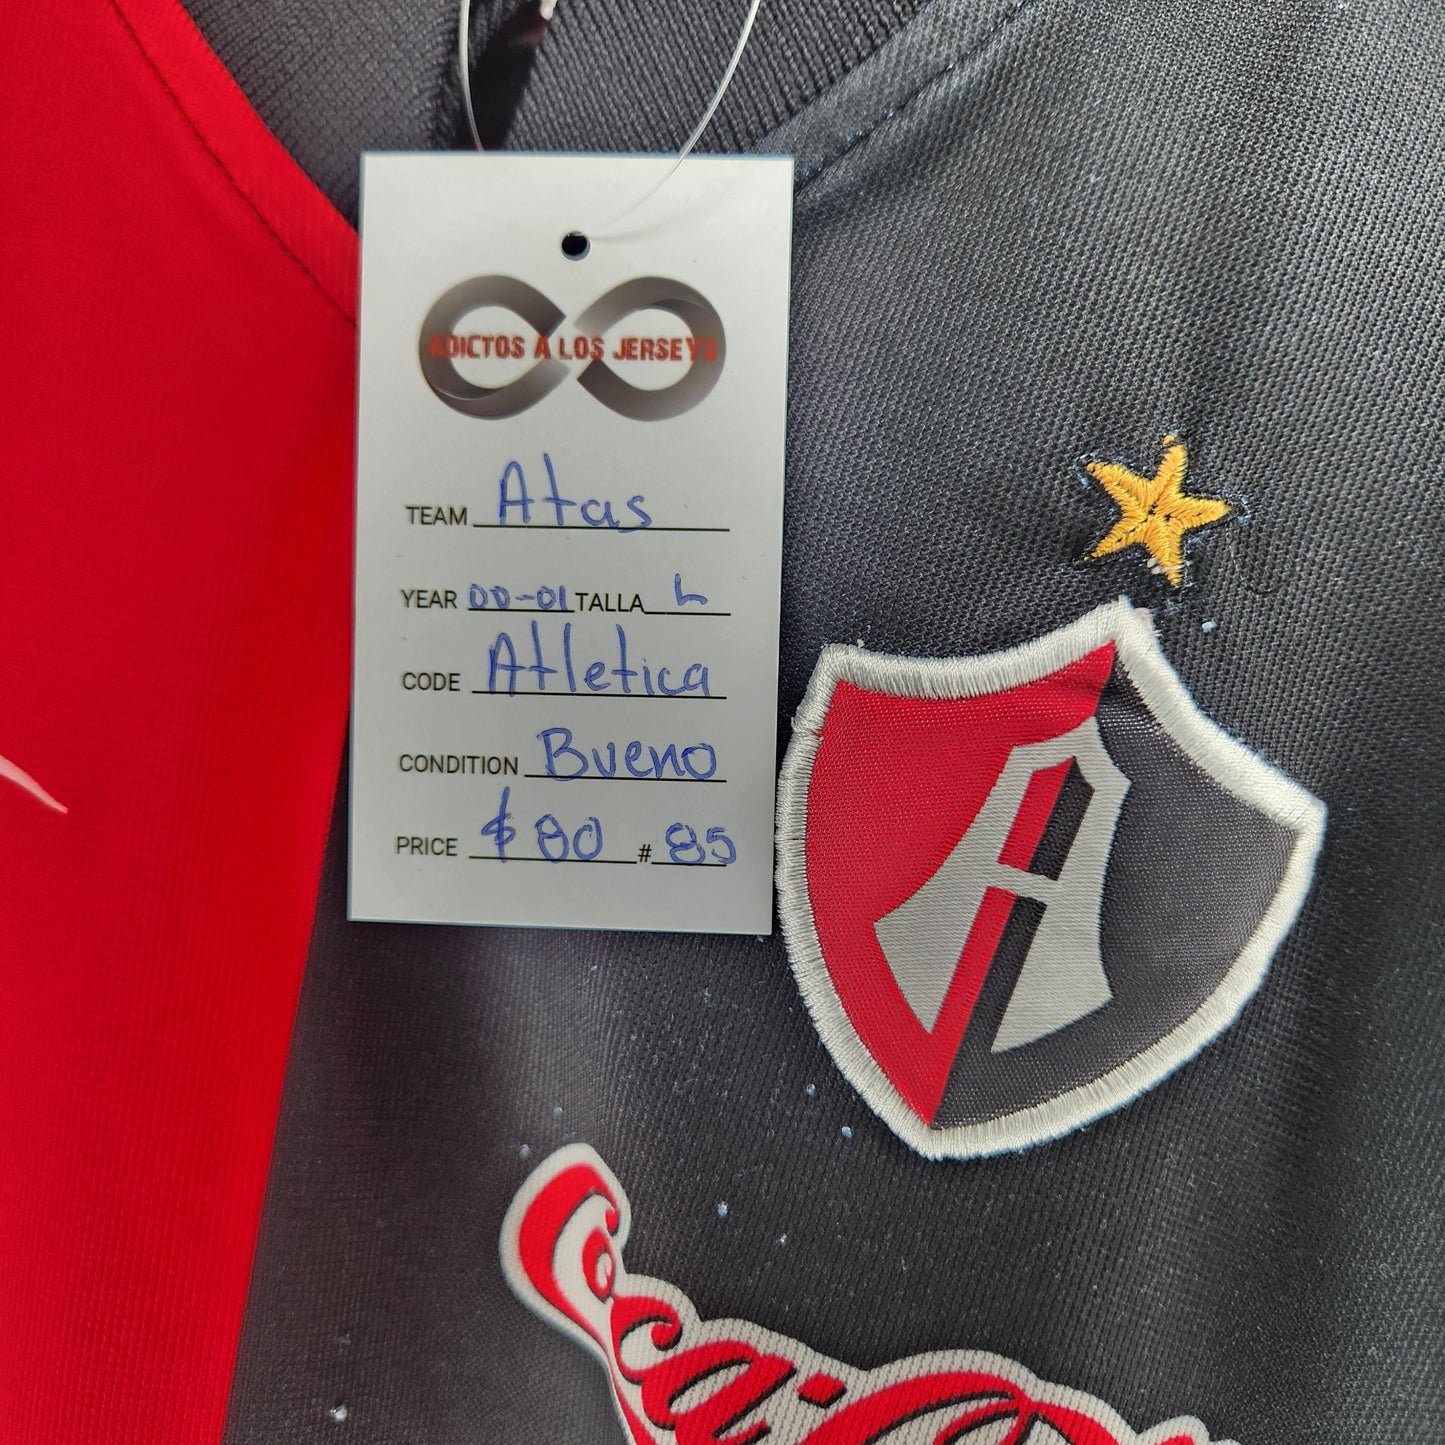 ADICTOS A LOS JERSEYS
TEAM Atas
YEAR 00-01 TALLA L
CODE Atletica
CONDITION Bueno
PRICE $80 # 85
A